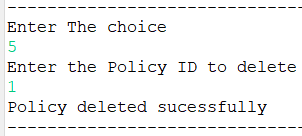 --------------------------------
Enter The choice
5
Enter the Policy ID to delete
1
Policy deleted sucessfully
--------------------------------